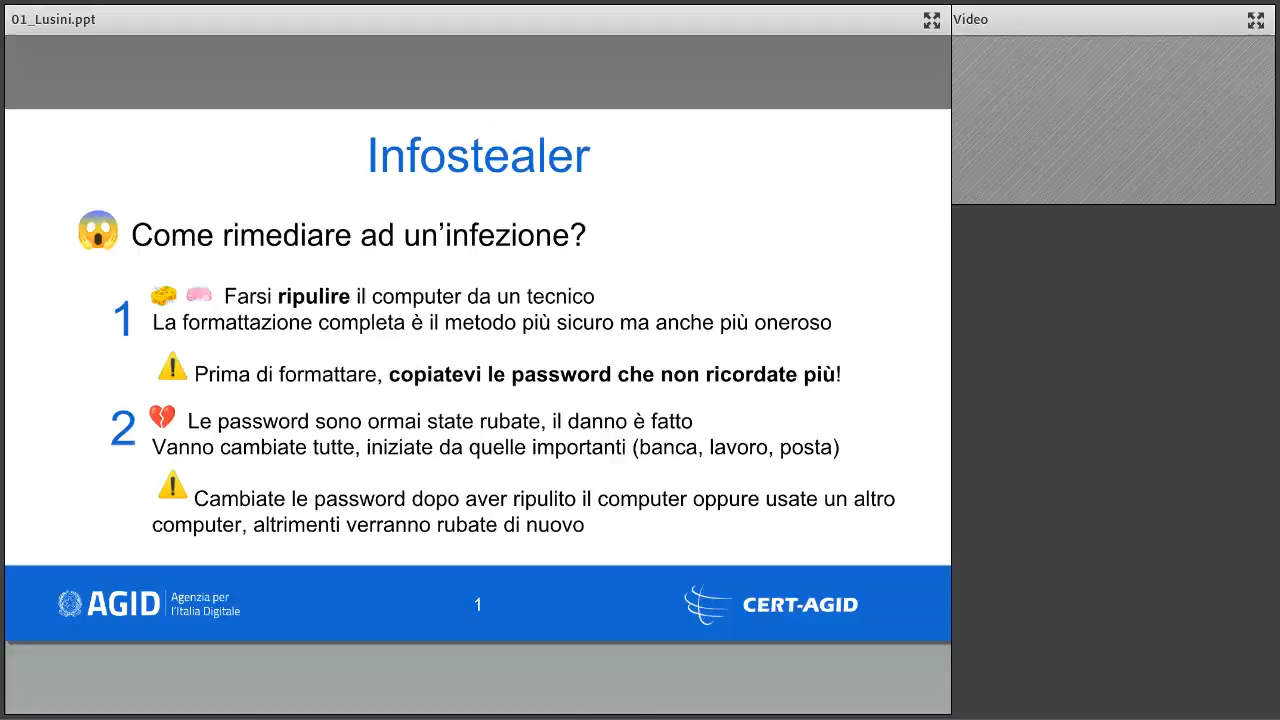 01_Lusini.ppt
Video
Infostealer
Come rimediare ad un’infezione?
1
Farsi ripulire il computer da un tecnico
La formattazione completa è il metodo più sicuro ma anche più oneroso
Prima di formattare, copiatevi le password che non ricordate più!
2
Le password sono ormai state rubate, il danno è fatto
Vanno cambiate tutte, iniziate da quelle importanti (banca, lavoro, posta)
Cambiate le password dopo aver ripulito il computer oppure usate un altro
computer, altrimenti verranno rubate di nuovo
AGID
Agenzia per
l’Italia Digitale
1
CERT-AGID